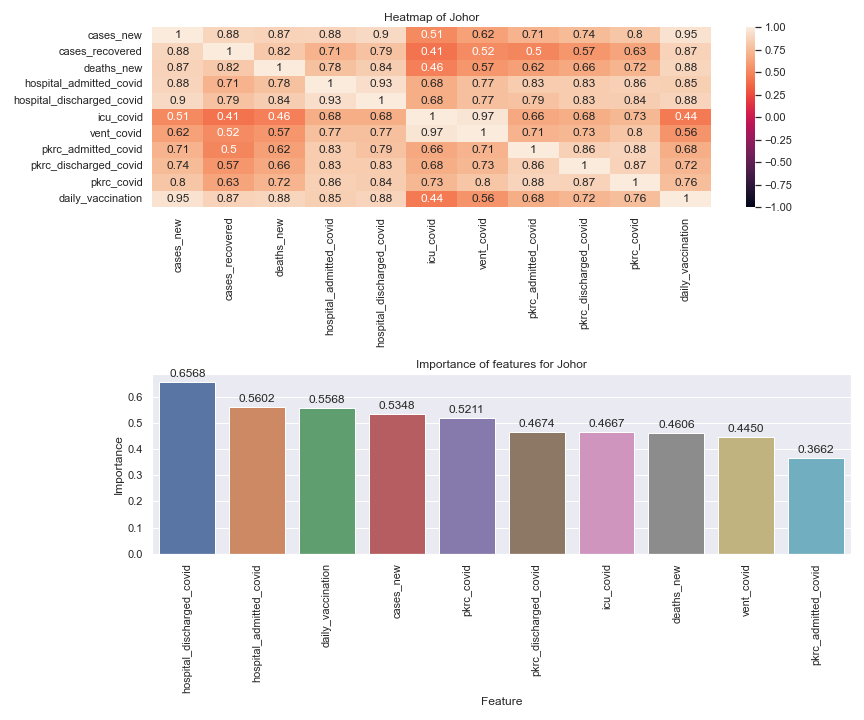 Heatmap of Johor
cases_new 1 0.88 0.87 0.88 0.9 0.51 0.62 0.71 0.74 0.8 0.95
cases_recovered 0.88 1 0.82 0.71 0.79 0.41 0.52 0.5 0.57 0.63 0.87
deaths_new 0.87 0.82 1 0.78 0.84 0.46 0.57 0.62 0.66 0.72 0.88
hospital_admitted_covid 0.88 0.71 0.78 1 0.93 0.68 0.77 0.83 0.83 0.86 0.85
hospital_discharged_covid 0.9 0.79 0.84 0.93 1 0.68 0.77 0.79 0.83 0.84 0.88
icu_covid 0.51 0.41 0.46 0.68 0.68 1 0.97 0.66 0.68 0.73 0.44
vent_covid 0.62 0.52 0.57 0.77 0.77 0.97 1 0.71 0.73 0.8 0.56
pkrc_admitted_covid 0.71 0.5 0.62 0.83 0.79 0.66 0.71 1 0.86 0.88 0.68
pkrc_discharged_covid 0.74 0.57 0.66 0.83 0.83 0.68 0.73 0.86 1 0.87 0.72
pkrc_covid 0.8 0.63 0.72 0.86 0.84 0.73 0.8 0.88 0.87 1 0.76
daily_vaccination 0.95 0.87 0.88 0.85 0.88 0.44 0.56 0.68 0.72 0.76 1
cases_new
cases_recovered
deaths_new
hospital_admitted_covid
hospital_discharged_covid
icu_covid
vent_covid
pkrc_admitted_covid
pkrc_discharged_covid
pkrc_covid
daily_vaccination
1.00
0.75
0.50
0.25
0.00
−0.25
−0.50
−0.75
−1.00
Importance of features for Johor
Importance
0.6
0.5
0.4
0.3
0.2
0.1
0.0
0.6568
0.5602
0.5568
0.5348
0.5211
0.4674
0.4667
0.4606
0.4450
0.3662
hospital_discharged_covid
hospital_admitted_covid
daily_vaccination
cases_new
pkrc_covid
pkrc_discharged_covid
icu_covid
deaths_new
vent_covid
pkrc_admitted_covid
Feature